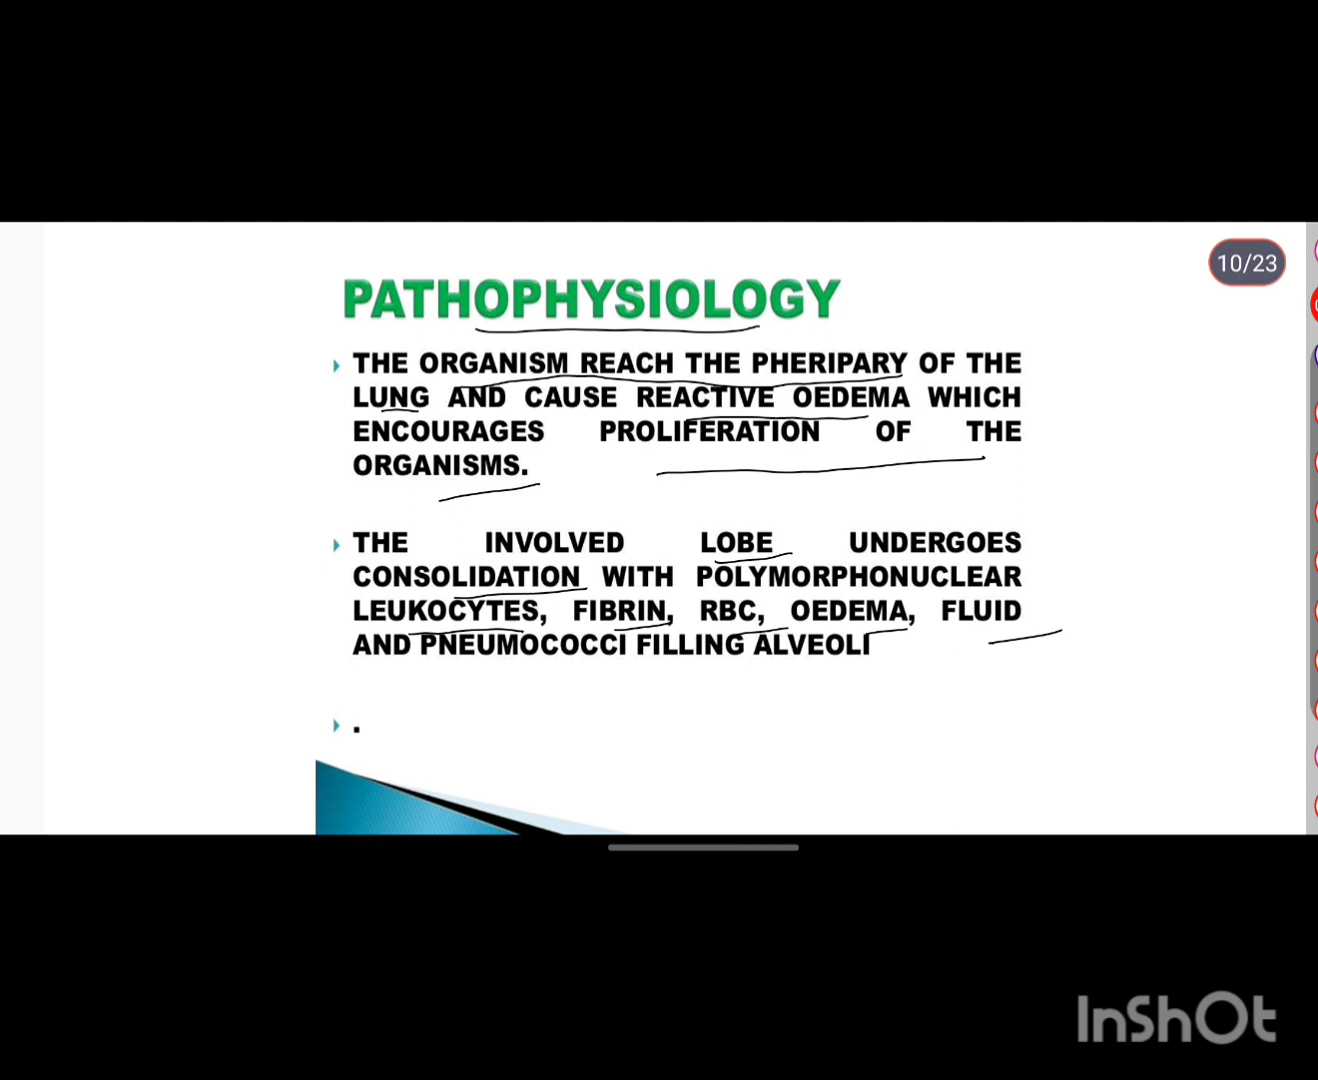 10/23
PATHOPHYSIOLOGY
THE ORGANISM REACH THE PHERIPARY OF THE
LUNG AND CAUSE REACTIVE OEDEMA WHICH
ENCOURAGES PROLIFERATION OF THE
ORGANISMS.
THE INVOLVED LOBE UNDERGOES
CONSOLIDATION WITH POLYMORPHONUCLEAR
LEUKOCYTES, FIBRIN, RBC, OEDEMA, FLUID
AND PNEUMOCOCCI FILLING ALVEOLI
.
InShOt